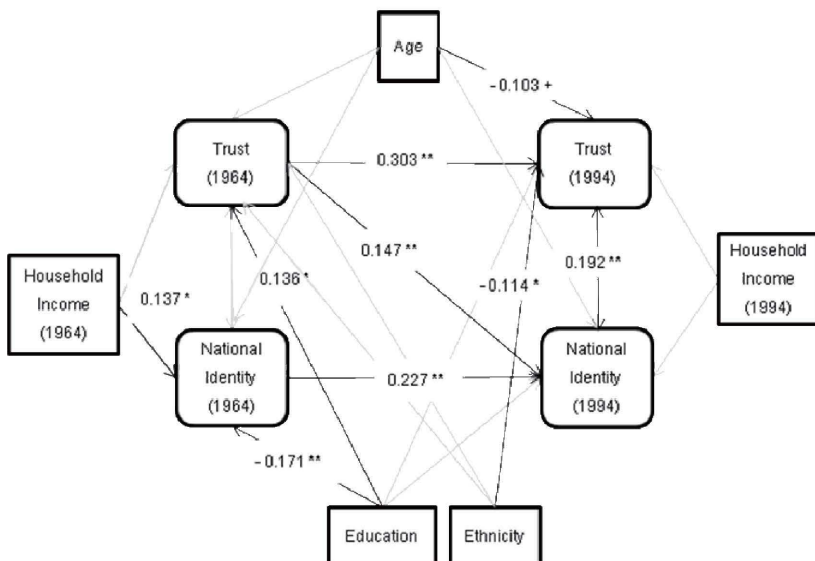 Age
- 0.103 +
Trust
(1964)
0.303 **
Trust
(1994)
0.147 **
0.192 **
0.136 *
- 0.114 *
Household
Income
(1964)
0.137 *
Household
Income
(1994)
National
Identity
(1964)
0.227 **
National
Identity
(1994)
- 0.171 **
Education
Ethnicity